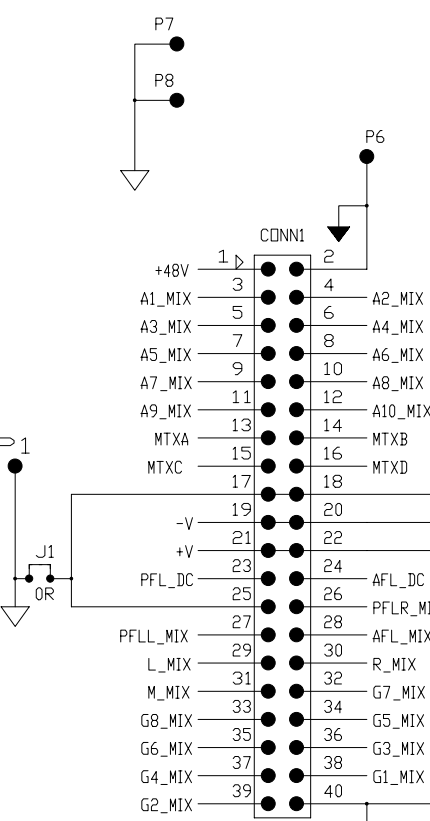 P7
P8
P6
CONN1
1 2
+48V
3 4
A1_MIX A2_MIX
5 6
A3_MIX A4_MIX
7 8
A5_MIX A6_MIX
9 10
A7_MIX A8_MIX
11 12
A9_MIX A10_MIX
13 14
MTXA MTXB
15 16
MTXC MTXD
1
17 18
19 20
-V
21 22
+V
J1
23 24
PFL_DC AFL_DC
0R
25 26
PFLR_MI
27 28
PFLL_MIX AFL_MIX
29 30
L_MIX R_MIX
31 32
M_MIX G7_MIX
33 34
G8_MIX G5_MIX
35 36
G6_MIX G3_MIX
37 38
G4_MIX G1_MIX
39 40
G2_MIX